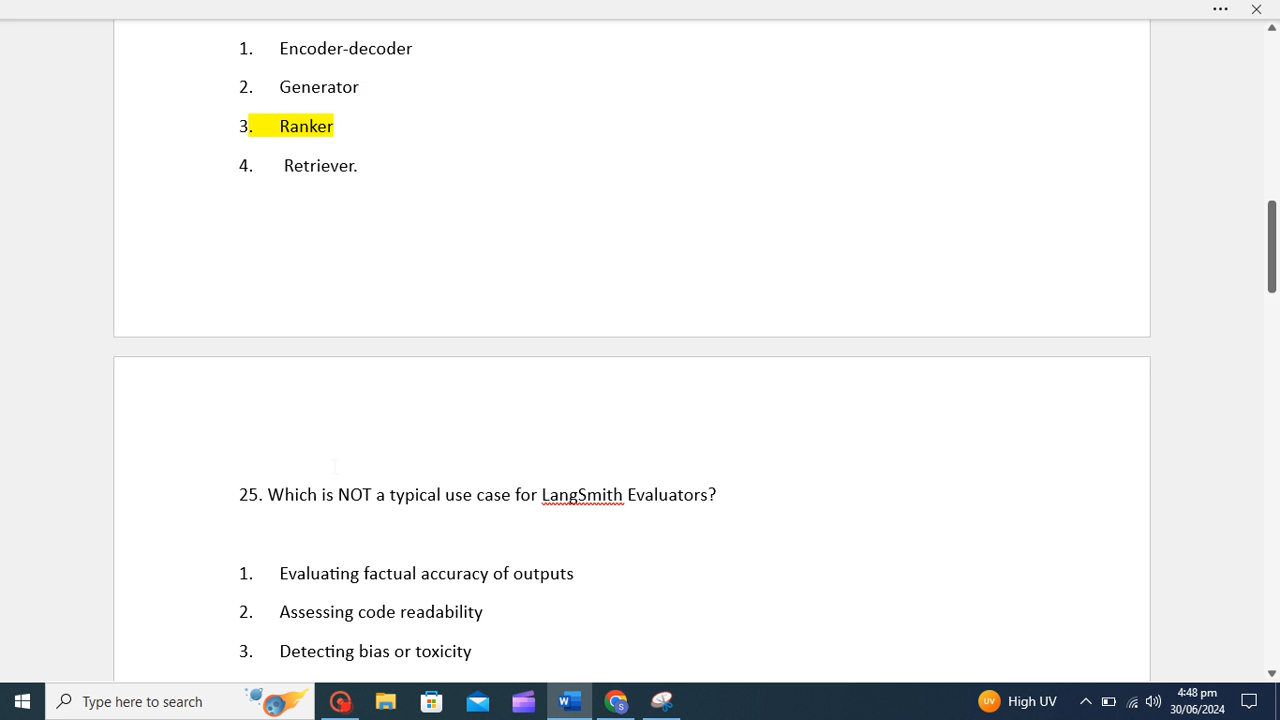 1. Encoder-decoder
2. Generator
3. Ranker
4. Retriever.
25. Which is NOT a typical use case for LangSmith Evaluators?
1. Evaluating factual accuracy of outputs
2. Assessing code readability
3. Detecting bias or toxicity
Type here to search
UV High UV
4:48 pm
30/06/2024